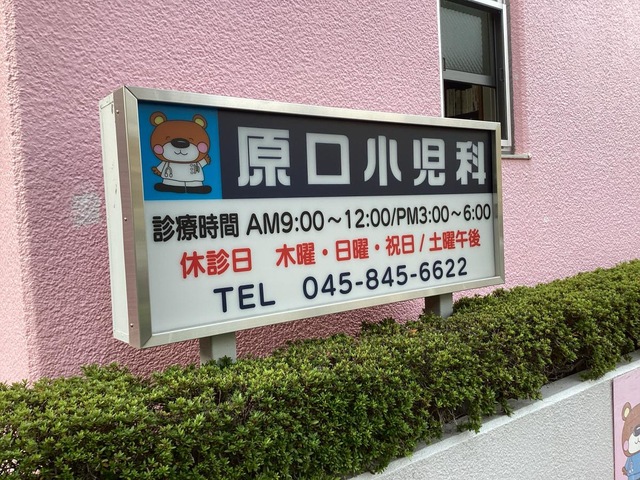 原口小児科
診療時間 AM9:00～12:00/PM3:00～6:00
休診日 木曜・日曜・祝日/土曜午後
TEL 045-845-6622